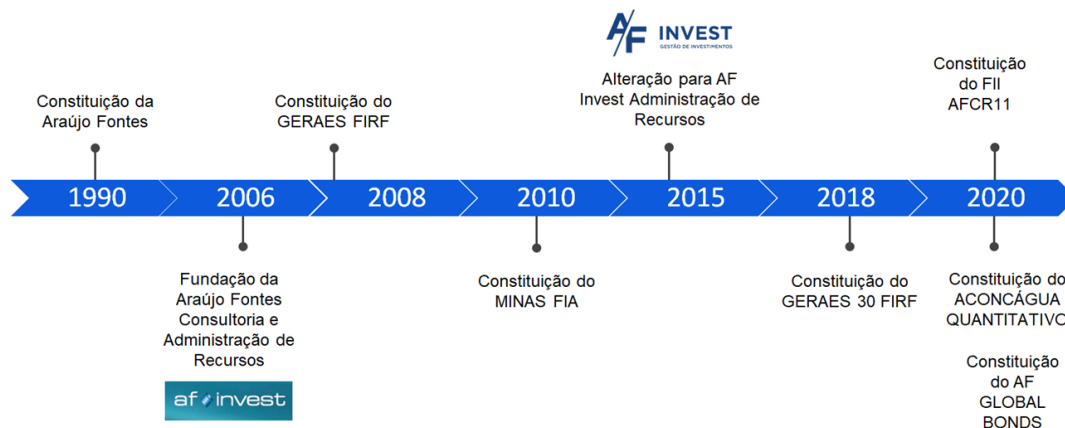 A/F INVEST
GESTÃO DE INVESTIMENTOS
Constituição da
Araújo Fontes
Constituição do
GERAES FIRF
Alteração para AF
Invest Administração de
Recursos
Constituição
do FII
AFCR11
1990
2006
2008
2010
2015
2018
2020
Fundação da
Araújo Fontes
Consultoria e
Administração de
Recursos
af invest
Constituição do
MINAS FIA
Constituição do
GERAES 30 FIRF
Constituição do
ACONCÁGUA
QUANTITATIVO
Constituição
do AF
GLOBAL
BONDS